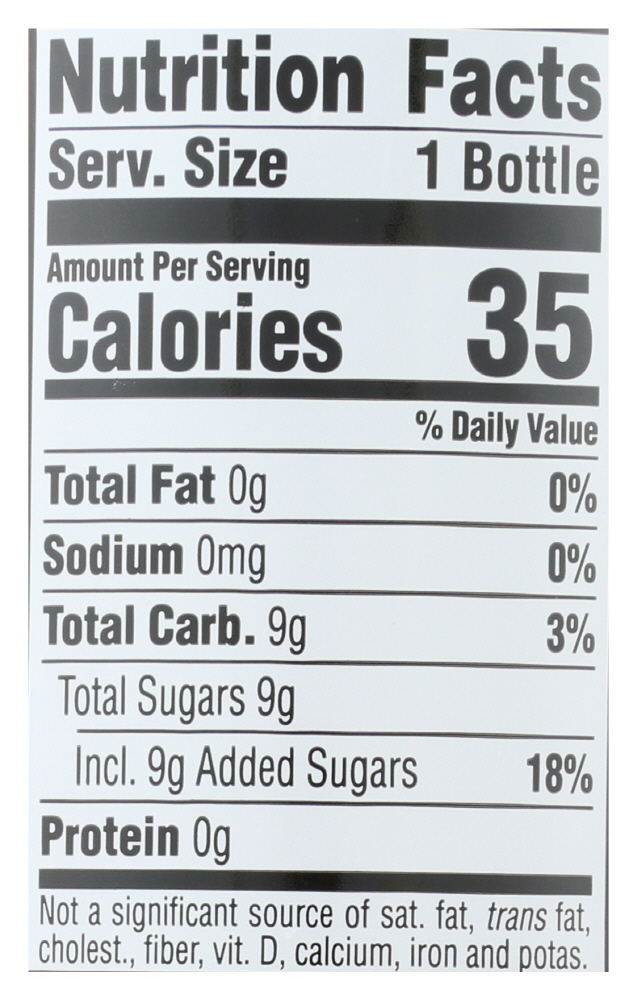 Nutrition Facts
Serv. Size 1 Bottle
Amount Per Serving
Calories 35
% Daily Value
Total Fat 0g 0%
Sodium 0mg 0%
Total Carb. 9g 3%
Total Sugars 9g
Incl. 9g Added Sugars 18%
Protein 0g
Not a significant source of sat. fat, trans fat,
cholest., fiber, vit. D, calcium, iron and potas.